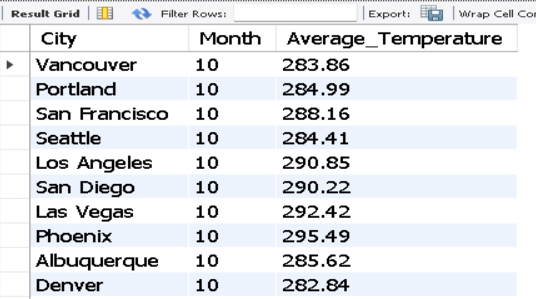 Result Grid Filter Rows: Export: Wrap Cell Co
City Month Average_Temperature
Vancouver 10 283.86
Portland 10 284.99
San Francisco 10 288.16
Seattle 10 284.41
Los Angeles 10 290.85
San Diego 10 290.22
Las Vegas 10 292.42
Phoenix 10 295.49
Albuquerque 10 285.62
Denver 10 282.84